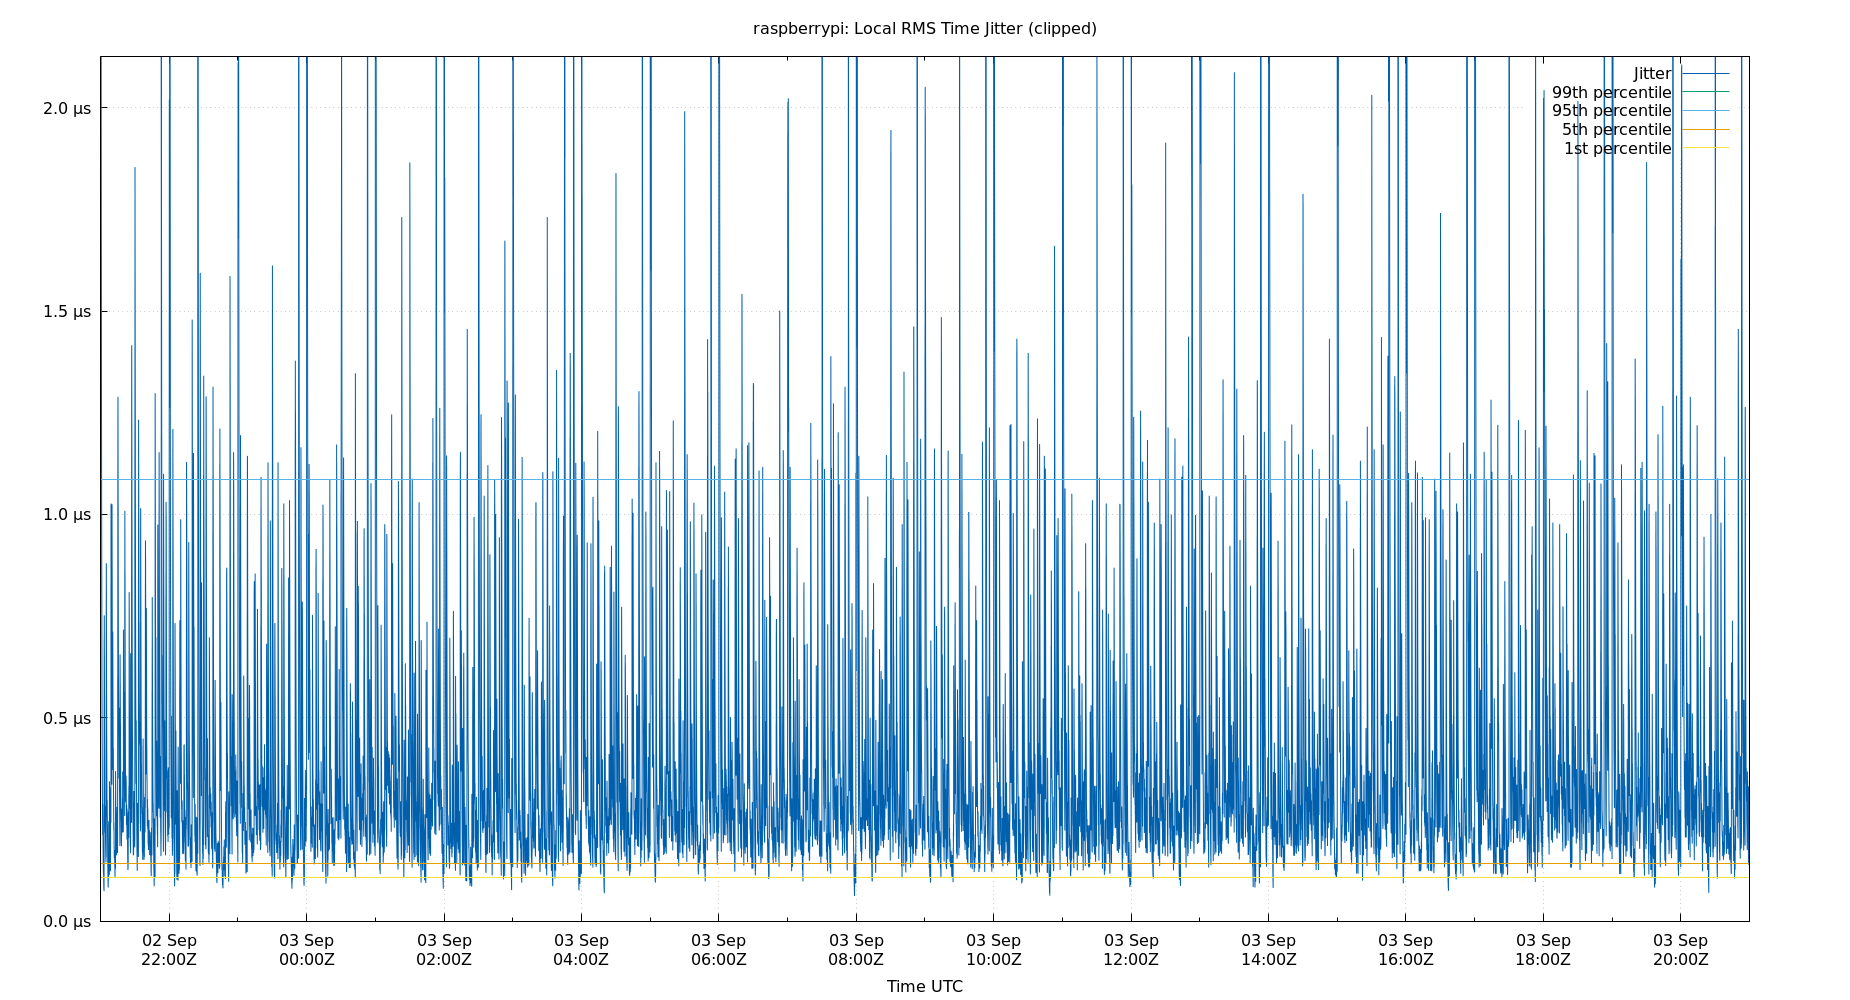 raspberrypi: Local RMS Time Jitter (clipped)
Jitter
99th percentile
95th percentile
5th percentile
1st percentile
2.0 μs
1.5 μs
1.0 μs
0.5 μs
0.0 μs
02 Sep 03 Sep 03 Sep 03 Sep 03 Sep 03 Sep 03 Sep 03 Sep 03 Sep 03 Sep 03 Sep 03 Sep
22:00Z 00:00Z 02:00Z 04:00Z 06:00Z 08:00Z 10:00Z 12:00Z 14:00Z 16:00Z 18:00Z 20:00Z
Time UTC